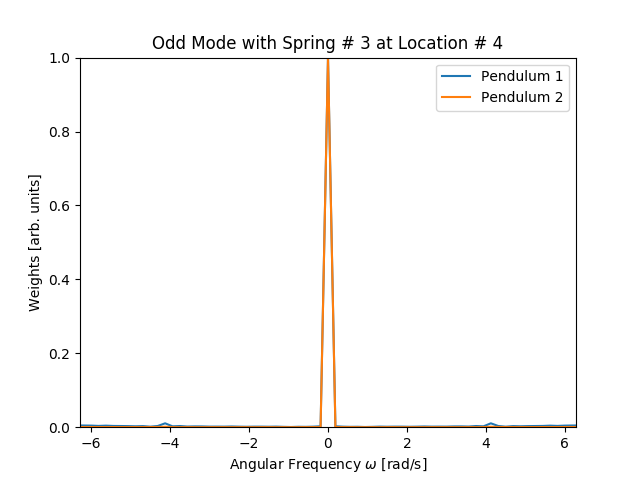 Odd Mode with Spring # 3 at Location # 4
Pendulum 1
Pendulum 2
Weights [arb. units]
1.0
0.8
0.6
0.4
0.2
0.0
−6 −4 −2 0 2 4 6
Angular Frequency ω [rad/s]